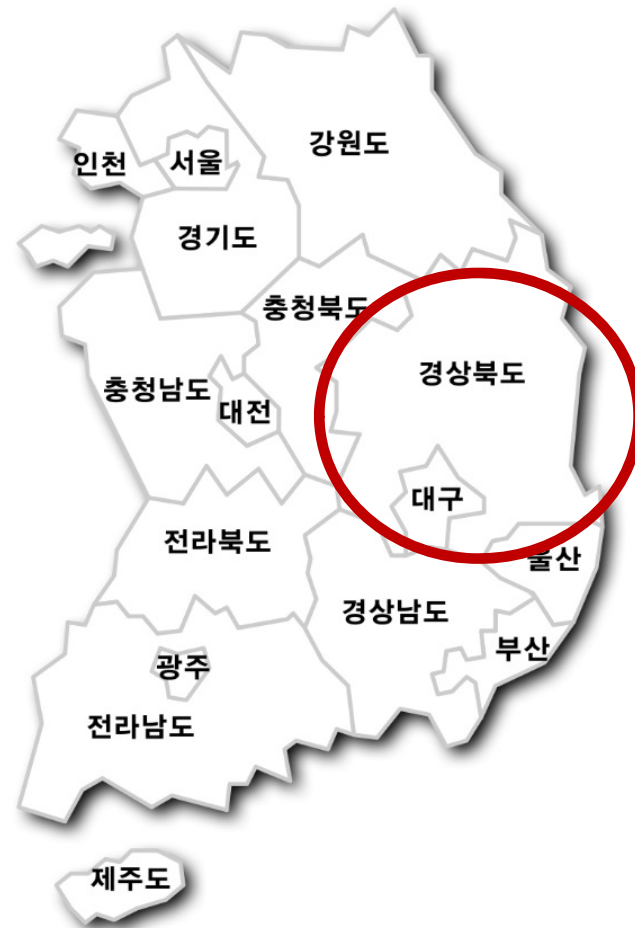 강원도
인천
서울
경기도
충청북도
경상북도
충청남도
대전
대구
전라북도
울산
경상남도
부산
광주
전라남도
제주도